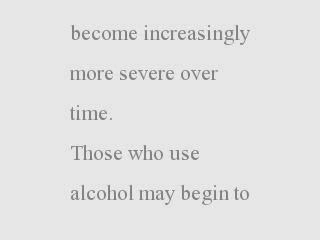 become increasingly
more severe over
time.
Those who use
alcohol may begin to